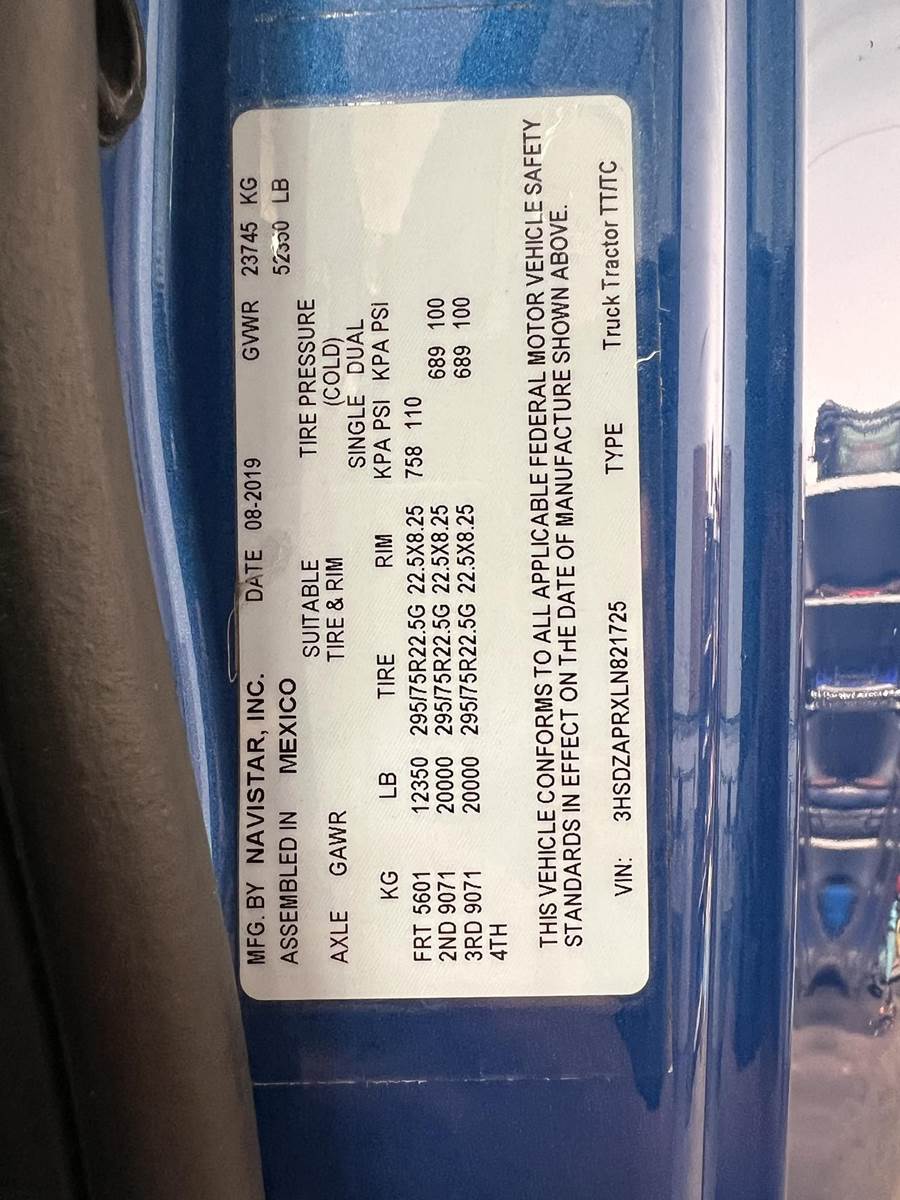 MFG. BY NAVISTAR, INC. DATE 08-2019 GVWR 23745 KG
ASSEMBLED IN MEXICO 52350 LB
SUITABLE TIRE PRESSURE
AXLE GAWR TIRE & RIM (COLD)
SINGLE DUAL
KG LB TIRE RIM KPA PSI KPA PSI
FRT 5601 12350 295/75R22.5G 22.5X8.25 758 110
2ND 9071 20000 295/75R22.5G 22.5X8.25 689 100
3RD 9071 20000 295/75R22.5G 22.5X8.25 689 100
4TH
THIS VEHICLE CONFORMS TO ALL APPLICABLE FEDERAL MOTOR VEHICLE SAFETY
STANDARDS IN EFFECT ON THE DATE OF MANUFACTURE SHOWN ABOVE.
VIN: 3HSDZAPRXLN821725 TYPE Truck Tractor TT/TC